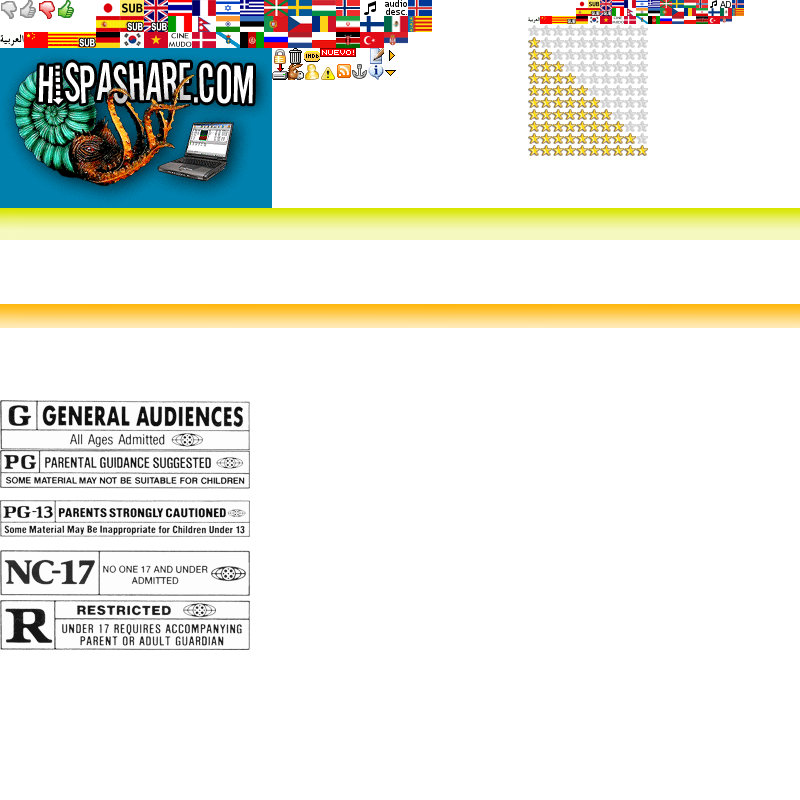 SUB
audio
desc.
AD
SUB
SUB
SUB
العربية
SUB
CINE
MUDO
HISPASHARE.COM
IMDb
NUEVO!
G GENERAL AUDIENCES
All Ages Admitted
PG PARENTAL GUIDANCE SUGGESTED
SOME MATERIAL MAY NOT BE SUITABLE FOR CHILDREN
PG-13 PARENTS STRONGLY CAUTIONED
Some Material May Be Inappropriate for Children Under 13
NC-17 NO ONE 17 AND UNDER
ADMITTED
R RESTRICTED
UNDER 17 REQUIRES ACCOMPANYING
PARENT OR ADULT GUARDIAN